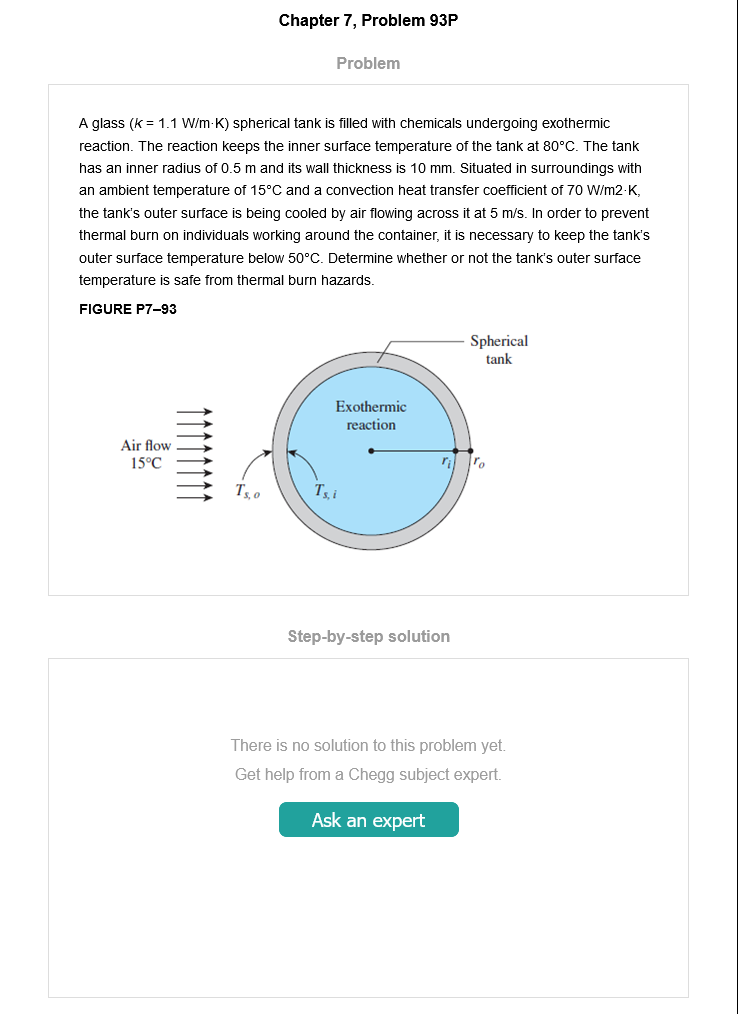 Chapter 7, Problem 93P
Problem
A glass (k = 1.1 W/m·K) spherical tank is filled with chemicals undergoing exothermic
reaction. The reaction keeps the inner surface temperature of the tank at 80°C. The tank
has an inner radius of 0.5 m and its wall thickness is 10 mm. Situated in surroundings with
an ambient temperature of 15°C and a convection heat transfer coefficient of 70 W/m2·K,
the tank's outer surface is being cooled by air flowing across it at 5 m/s. In order to prevent
thermal burn on individuals working around the container, it is necessary to keep the tank's
outer surface temperature below 50°C. Determine whether or not the tank's outer surface
temperature is safe from thermal burn hazards.
FIGURE P7–93
Spherical
tank
Exothermic
reaction
Air flow
15°C
r_i
r_o
T_s, o
T_s, i
Step-by-step solution
There is no solution to this problem yet.
Get help from a Chegg subject expert.
Ask an expert